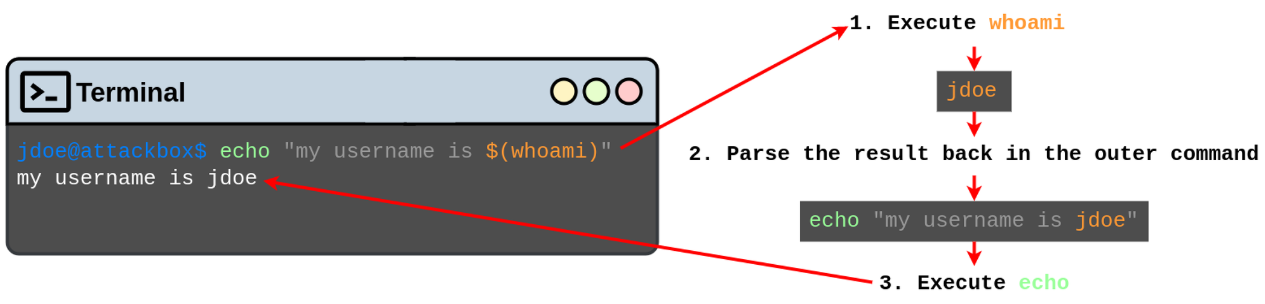 Terminal
jdoe@attackbox$ echo "my username is $(whoami)"
my username is jdoe
1. Execute whoami
jdoe
2. Parse the result back in the outer command
echo "my username is jdoe"
3. Execute echo